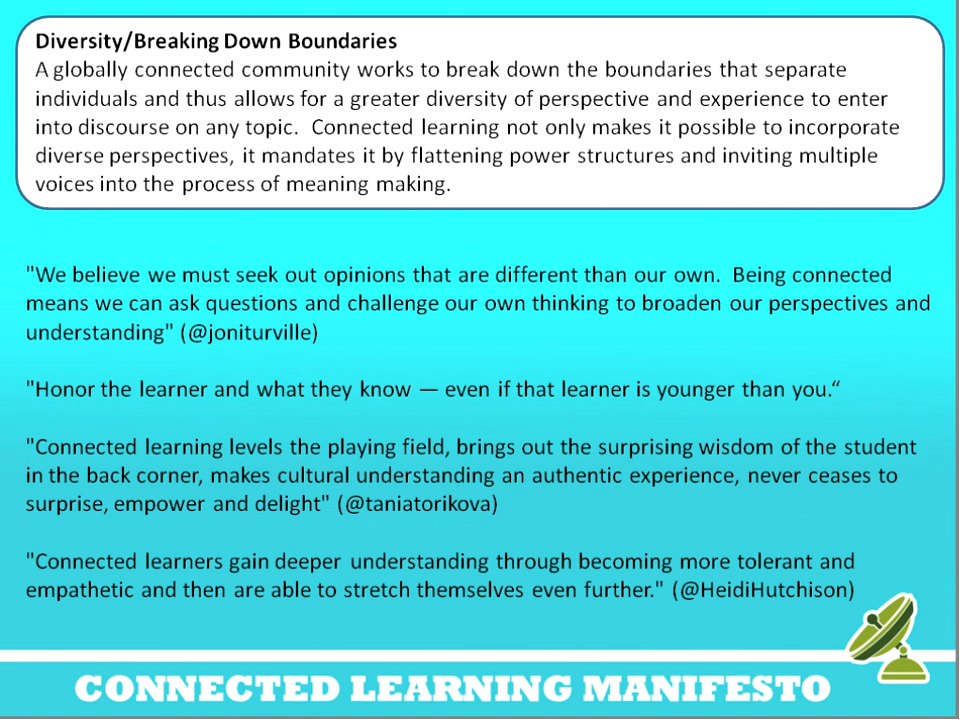 Diversity/Breaking Down Boundaries
A globally connected community works to break down the boundaries that separate
individuals and thus allows for a greater diversity of perspective and experience to enter
into discourse on any topic.  Connected learning not only makes it possible to incorporate
diverse perspectives, it mandates it by flattening power structures and inviting multiple
voices into the process of meaning making.
"We believe we must seek out opinions that are different than our own.  Being connected
means we can ask questions and challenge our own thinking to broaden our perspectives and
understanding" (@joniturville)
"Honor the learner and what they know — even if that learner is younger than you.“
"Connected learning levels the playing field, brings out the surprising wisdom of the student
in the back corner, makes cultural understanding an authentic experience, never ceases to
surprise, empower and delight" (@taniatorikova)
"Connected learners gain deeper understanding through becoming more tolerant and
empathetic and then are able to stretch themselves even further." (@HeidiHutchison)
CONNECTED LEARNING MANIFESTO